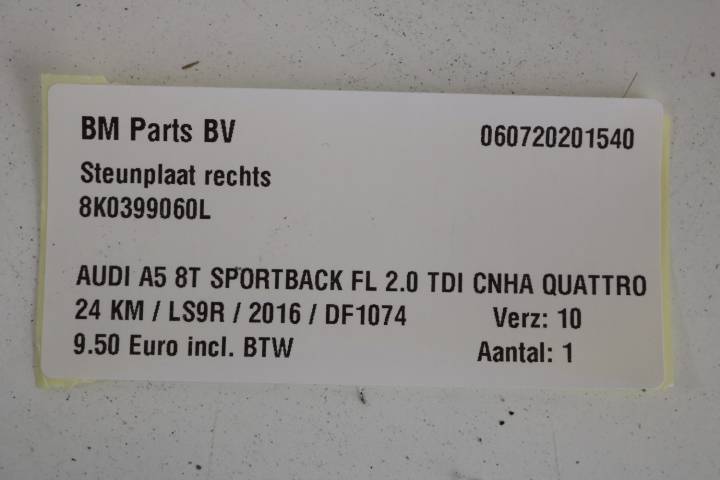 BM Parts BV 060720201540
Steunplaat rechts
8K0399060L
AUDI A5 8T SPORTBACK FL 2.0 TDI CNHA QUATTRO
24 KM / LS9R / 2016 / DF1074 Verz: 10
9.50 Euro incl. BTW Aantal: 1